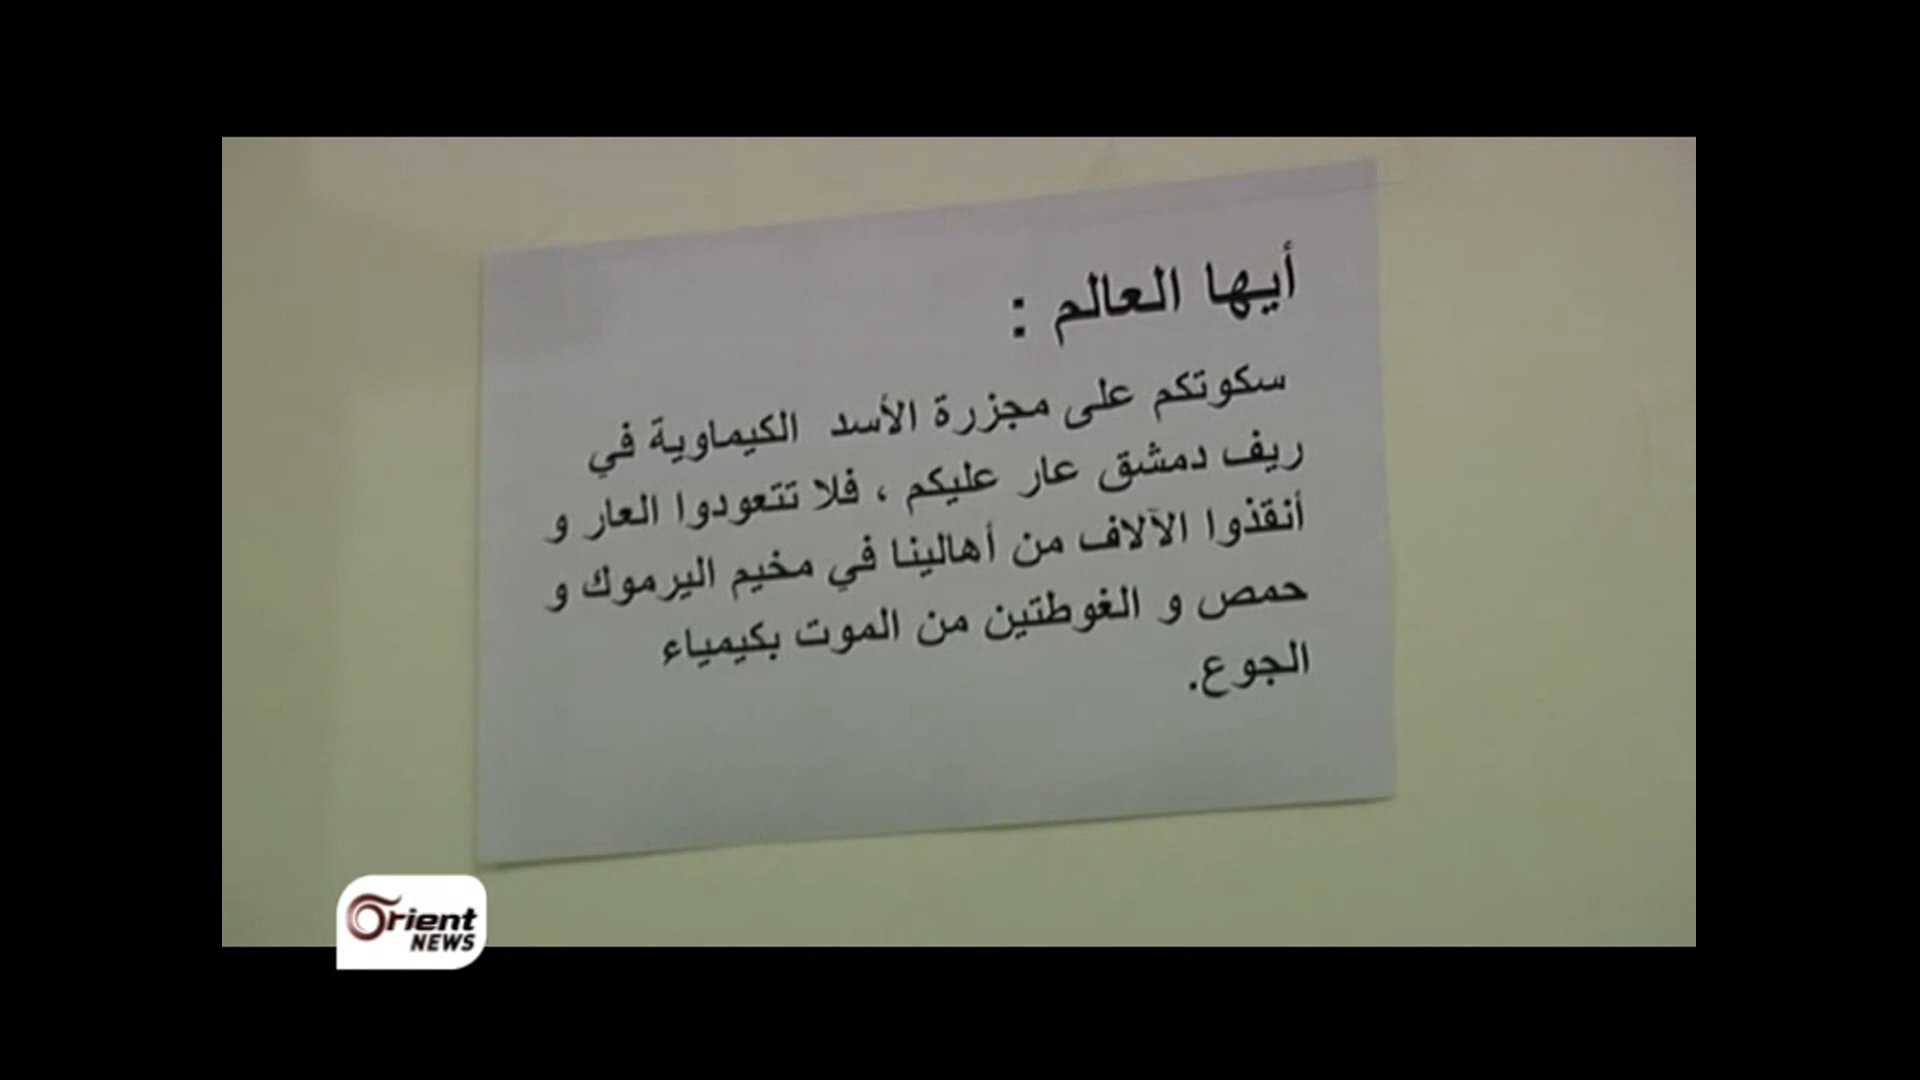 أيها العالم :
سكوتكم على مجزرة الأسد الكيماوية في
ريف دمشق عار عليكم ، فلا تتعودوا العار و
أنقذوا الآلاف من أهالينا في مخيم اليرموك و
حمص و الغوطتين من الموت بكيمياء
الجوع.
Orient
NEWS